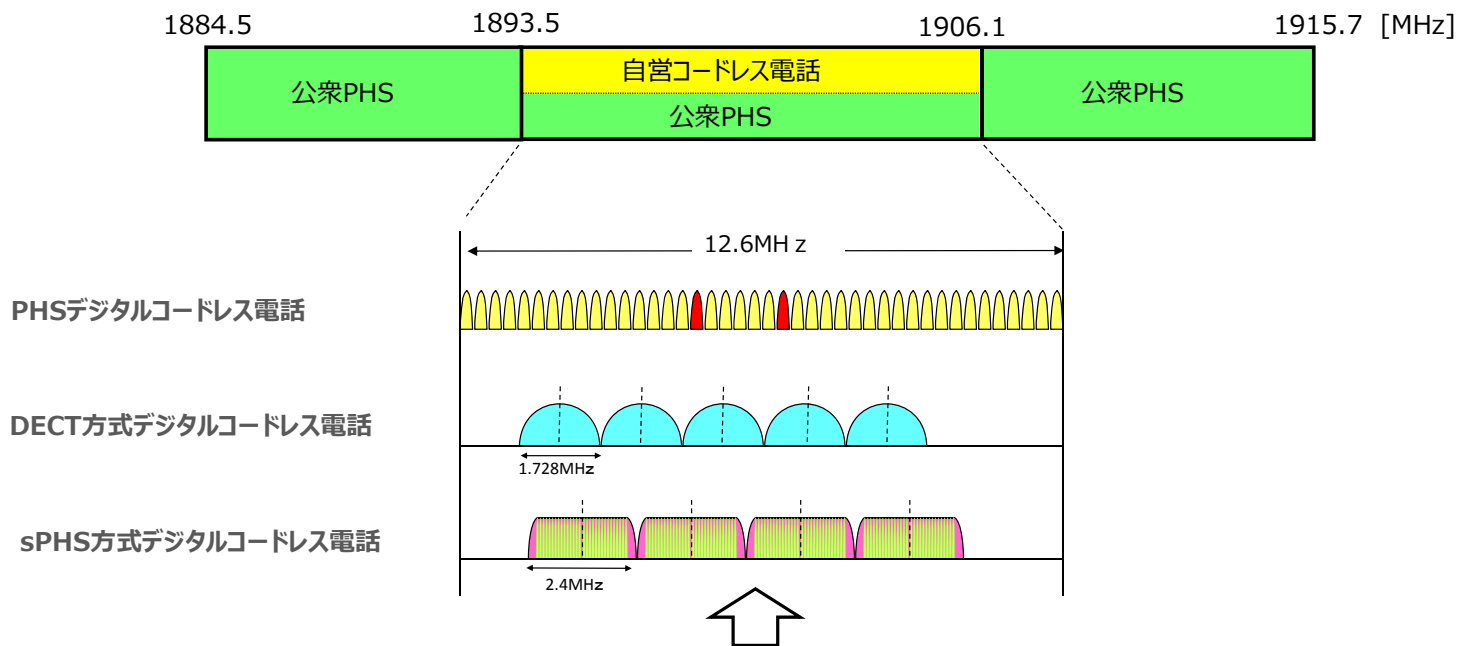 1884.5 1893.5 1906.1 1915.7 [MHz]
公衆PHS 自営コードレス電話 公衆PHS
公衆PHS
12.6MH z
PHSデジタルコードレス電話
DECT方式デジタルコードレス電話
1.728MHz
sPHS方式デジタルコードレス電話
2.4MHz